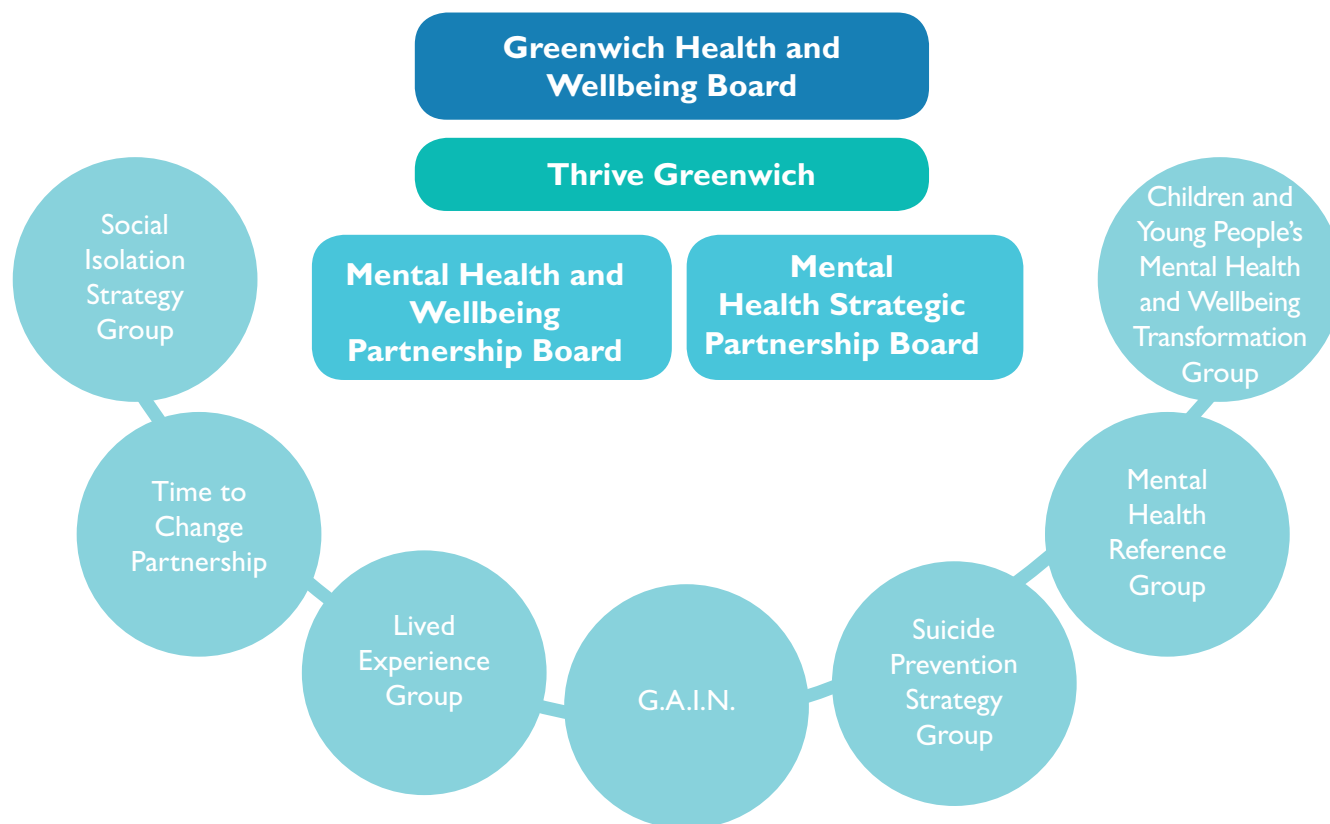 Greenwich Health and
Wellbeing Board
Thrive Greenwich
Mental Health and
Wellbeing
Partnership Board
Mental
Health Strategic
Partnership Board
Social
Isolation
Strategy
Group
Time to
Change
Partnership
Lived
Experience
Group
G.A.I.N.
Suicide
Prevention
Strategy
Group
Mental
Health
Reference
Group
Children and
Young People’s
Mental Health
and Wellbeing
Transformation
Group